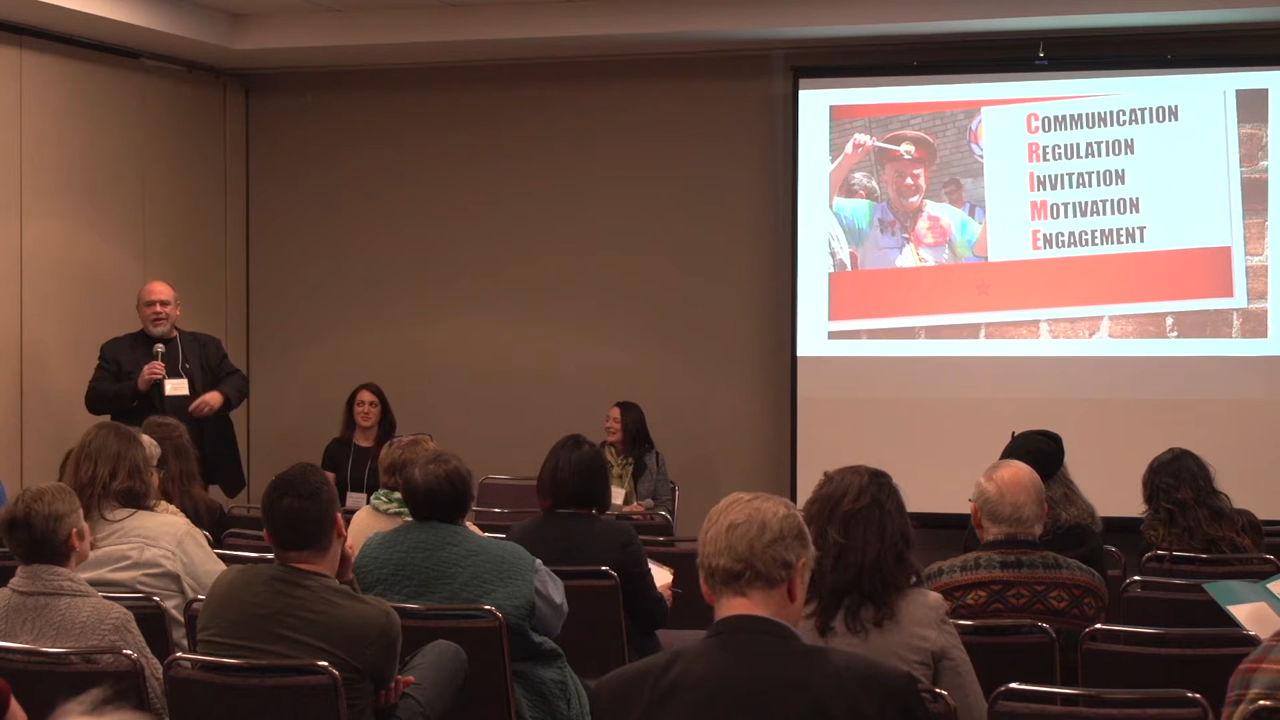 COMMUNICATION
REGULATION
INVITATION
MOTIVATION
ENGAGEMENT